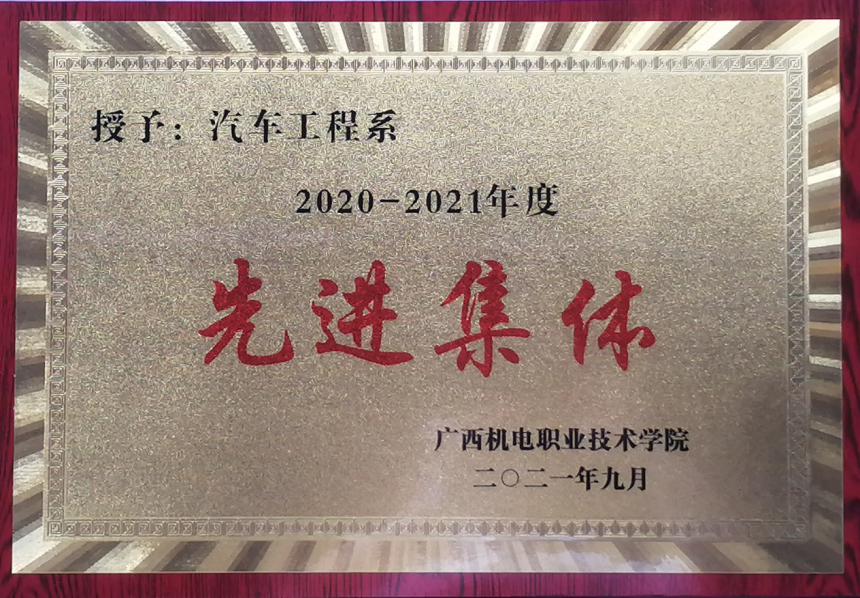 授予：汽车工程系
2020-2021年度
先进集体
广西机电职业技术学院
二〇二一年九月